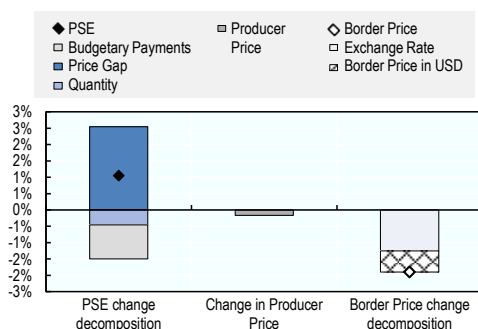 PSE
Budgetary Payments
Price Gap
Quantity
Producer
Price
Border Price
Exchange Rate
Border Price in USD
3%
3%
2%
2%
1%
1%
0%
-1%
-1%
-2%
-2%
-3%
PSE change
decomposition
Change in Producer
Price
Border Price change
decomposition